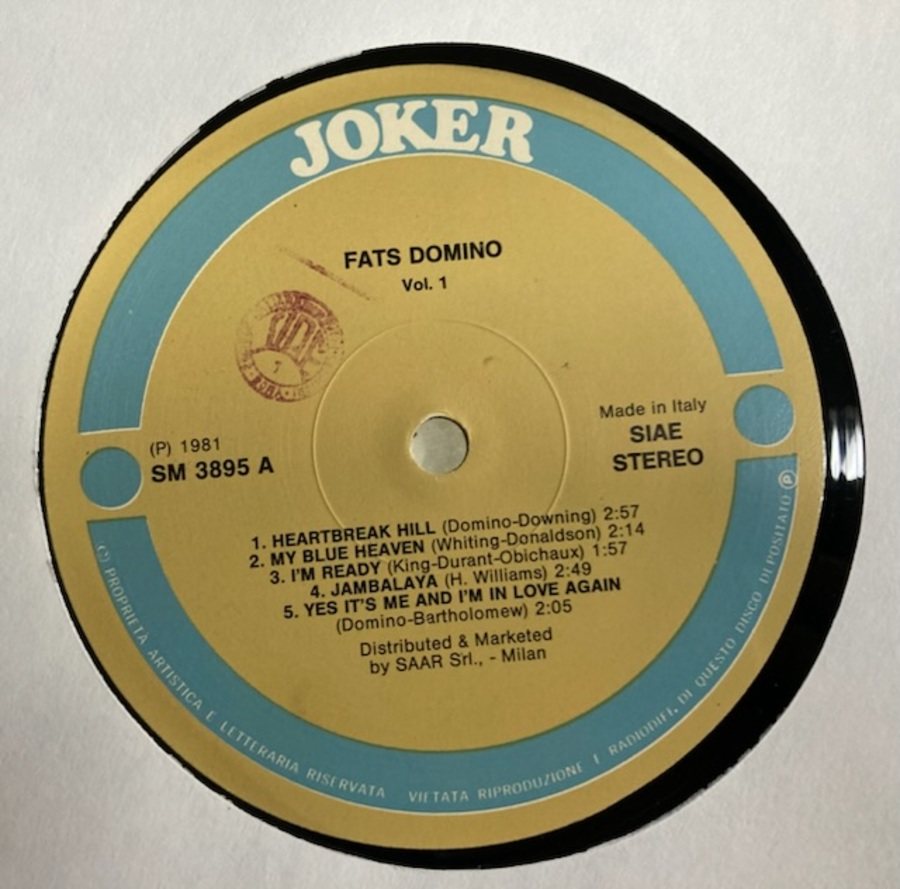 JOKER
FATS DOMINO
Vol. 1
(P) 1981
SM 3895 A
Made in Italy
SIAE
STEREO
1. HEARTBREAK HILL (Domino-Downing) 2:57
2. MY BLUE HEAVEN (Whiting-Donaldson) 2:14
3. I'M READY (King-Durant-Obichaux) 1:57
4. JAMBALAYA (H. Williams) 2:49
5. YES IT'S ME AND I'M IN LOVE AGAIN
(Domino-Bartholomew) 2:05
Distributed & Marketed
by SAAR Srl., - Milan
(C) PROPRIETA ARTISTICA E LETTERARIA RISERVATA VIETATA RIPRODUZIONE E RADIODIF. DI QUESTO DISCO DEPOSITATO Ⓟ